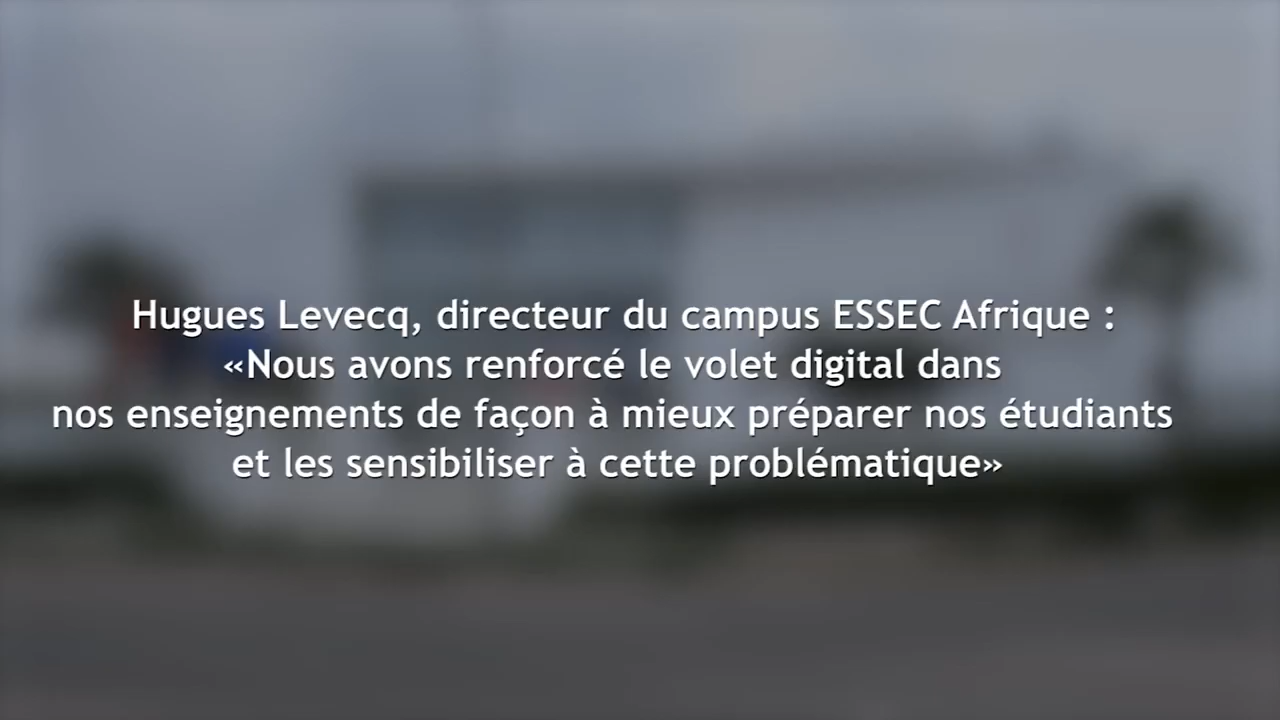 Hugues Levecq, directeur du campus ESSEC Afrique :
«Nous avons renforcé le volet digital dans
nos enseignements de façon à mieux préparer nos étudiants
et les sensibiliser à cette problématique»